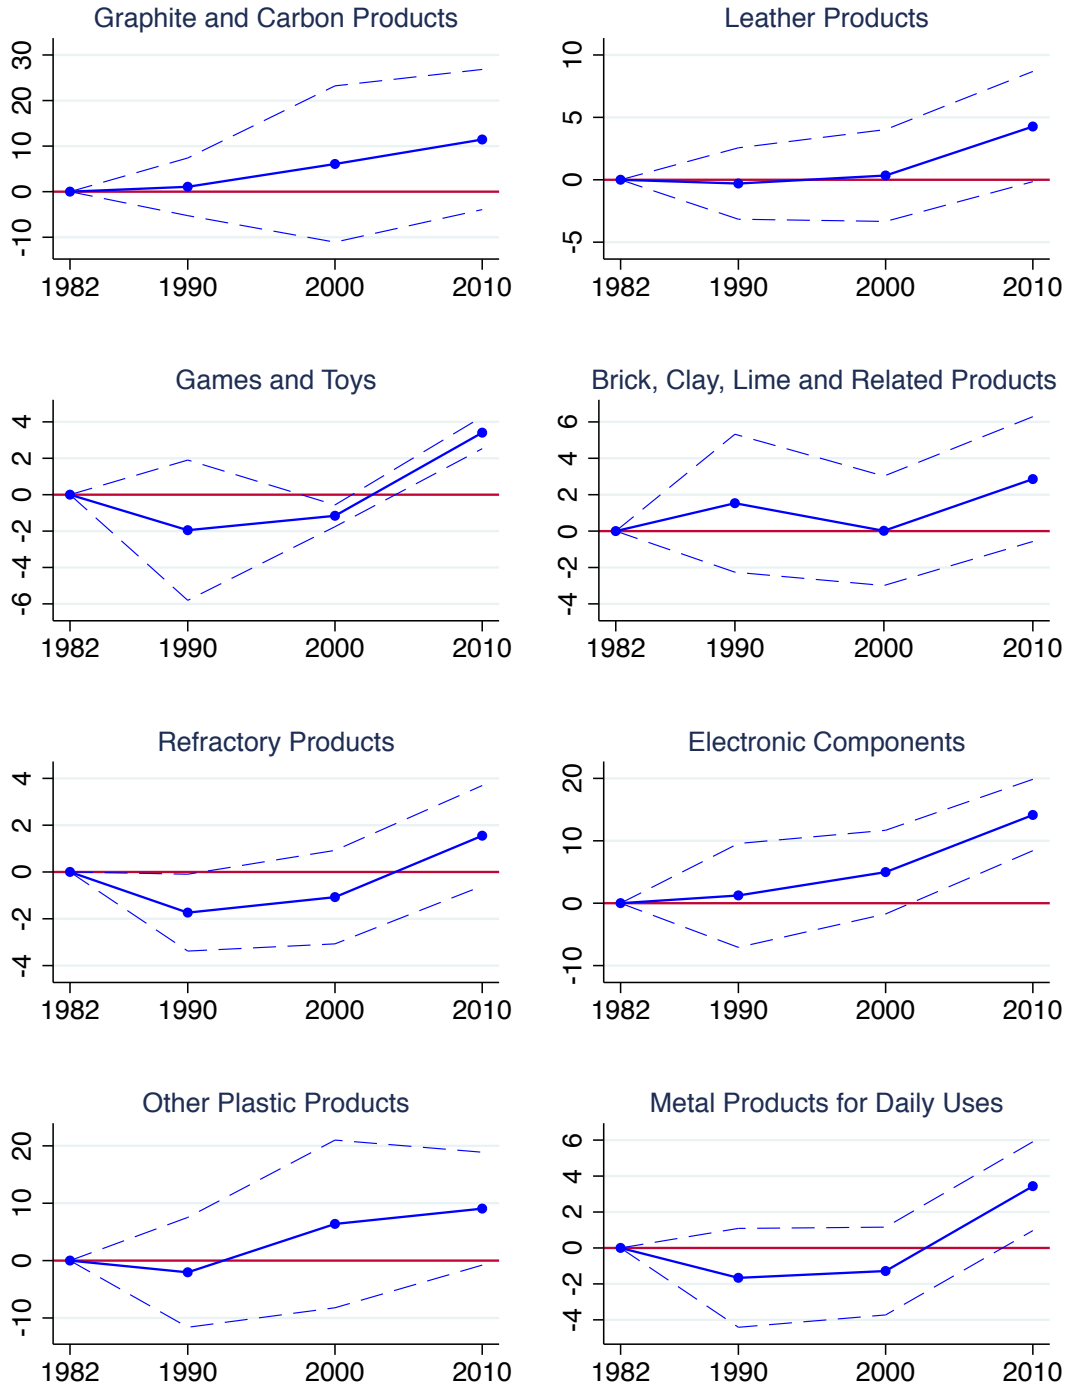 Graphite and Carbon Products
30
20
10
0
-10
1982 1990 2000 2010
Leather Products
10
5
0
-5
1982 1990 2000 2010
Games and Toys
4
2
0
-2
-4
-6
1982 1990 2000 2010
Brick, Clay, Lime and Related Products
6
4
2
0
-2
-4
1982 1990 2000 2010
Refractory Products
4
2
0
-2
-4
1982 1990 2000 2010
Electronic Components
20
10
0
-10
1982 1990 2000 2010
Other Plastic Products
20
10
0
-10
1982 1990 2000 2010
Metal Products for Daily Uses
6
4
2
0
-2
-4
1982 1990 2000 2010